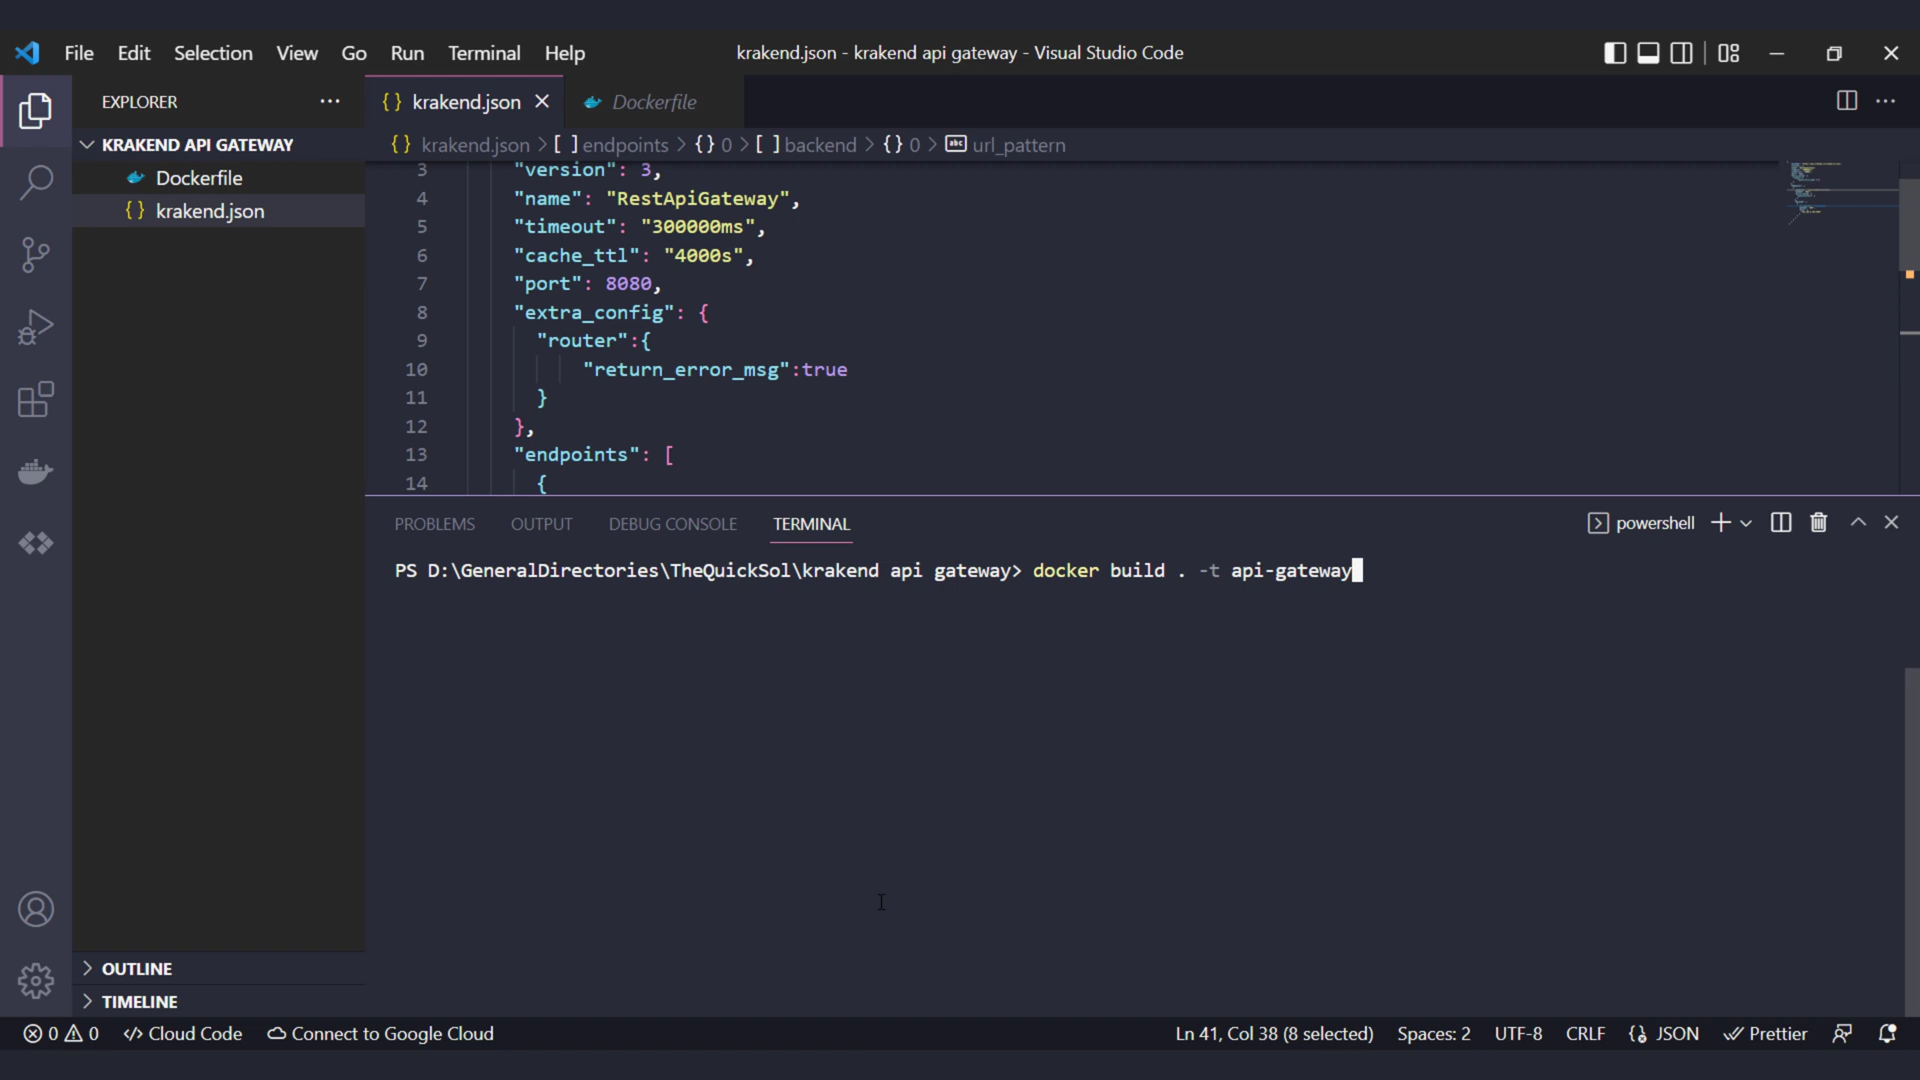 File Edit Selection View Go Run Terminal Help
krakend.json - krakend api gateway - Visual Studio Code
EXPLORER
KRAKEND API GATEWAY
Dockerfile
{} krakend.json
{} krakend.json
Dockerfile
{} krakend.json > [ ] endpoints > {} 0 > [ ] backend > {} 0 > abc url_pattern
3 "version": 3,
4 "name": "RestApiGateway",
5 "timeout": "300000ms",
6 "cache_ttl": "4000s",
7 "port": 8080,
8 "extra_config": {
9 "router":{
10 "return_error_msg":true
11 }
12 },
13 "endpoints": [
14 {
PROBLEMS OUTPUT DEBUG CONSOLE TERMINAL
powershell
PS D:\GeneralDirectories\TheQuickSol\krakend api gateway> docker build . -t api-gateway
OUTLINE
TIMELINE
0 0 Cloud Code Connect to Google Cloud
Ln 41, Col 38 (8 selected) Spaces: 2 UTF-8 CRLF JSON Prettier